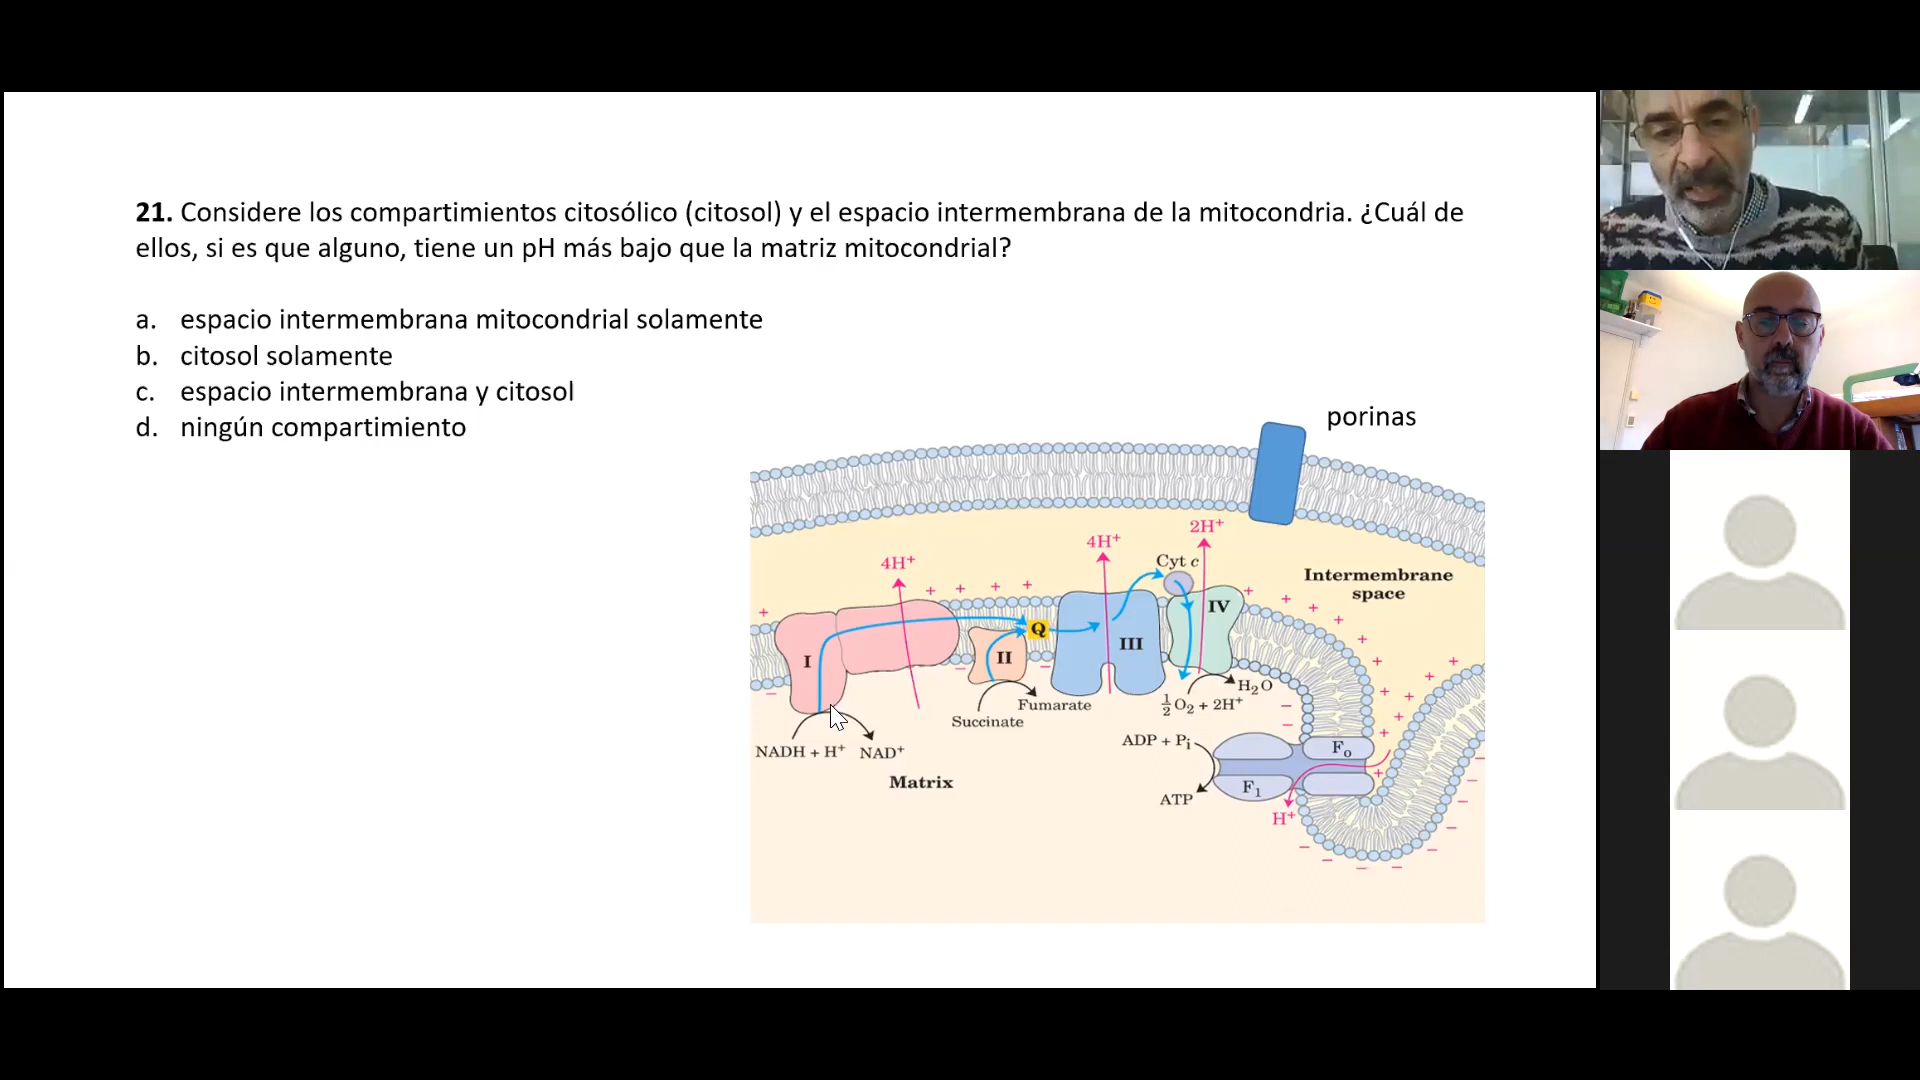 21. Considere los compartimientos citosólico (citosol) y el espacio intermembrana de la mitocondria. ¿Cuál de
ellos, si es que alguno, tiene un pH más bajo que la matriz mitocondrial?
a. espacio intermembrana mitocondrial solamente
b. citosol solamente
c. espacio intermembrana y citosol
d. ningún compartimiento
porinas
2H⁺
4H⁺
4H⁺
Cyt c
Intermembrane
space
IV
Q
III
I
II
H₂O
Fumarate
½O₂ + 2H⁺
Succinate
ADP + Pᵢ
NADH + H⁺
NAD⁺
F₀
Matrix
F₁
ATP
H⁺